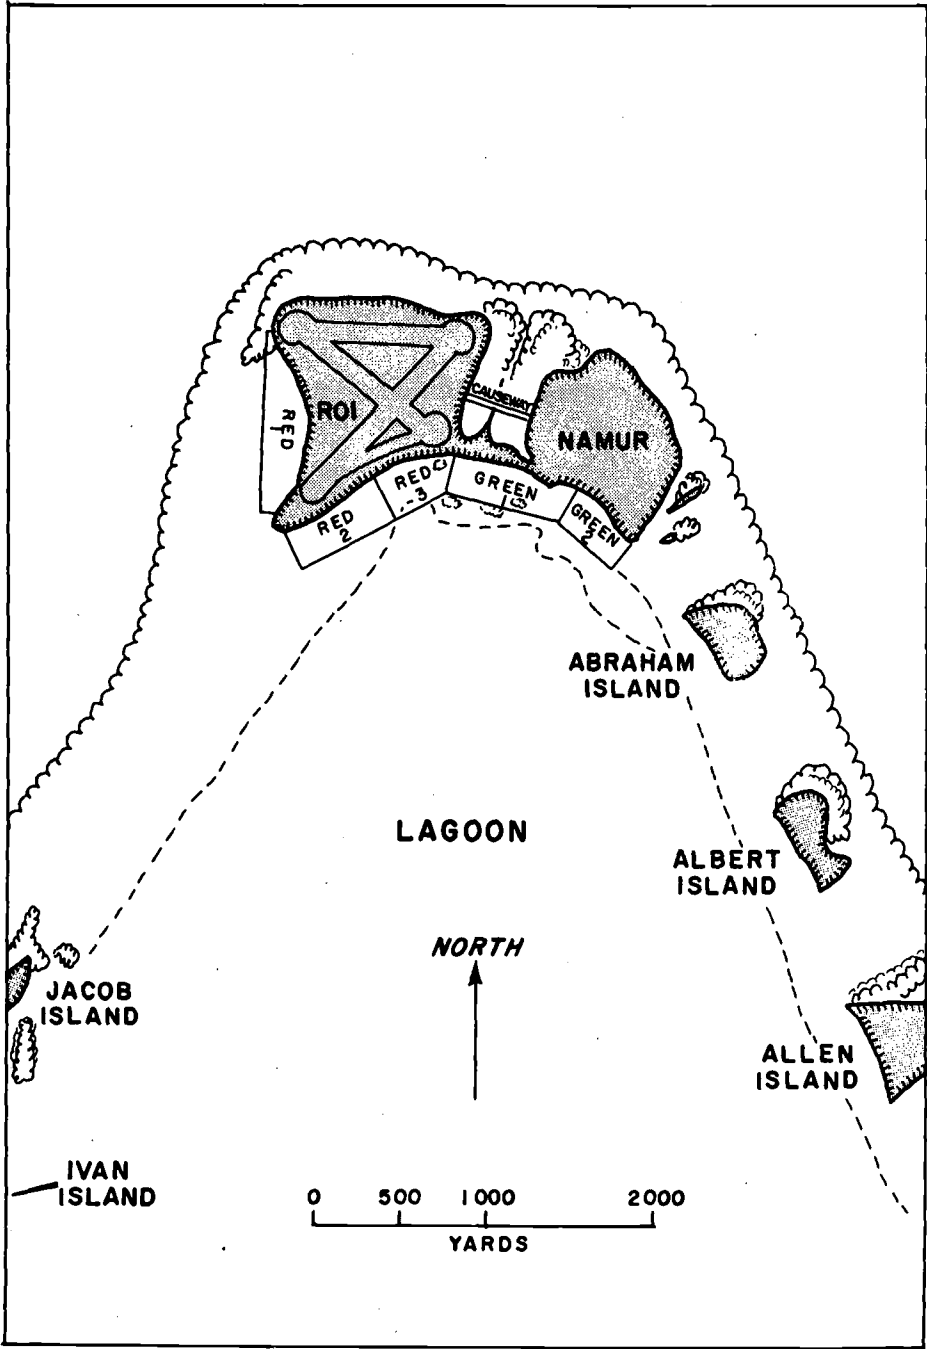 CAUSEWAY
ROI
RED
1
NAMUR
RED
3
GREEN
1
RED
2
GREEN
2
ABRAHAM
ISLAND
LAGOON
ALBERT
ISLAND
NORTH
JACOB
ISLAND
ALLEN
ISLAND
IVAN
ISLAND
0 500 1000 2000
YARDS